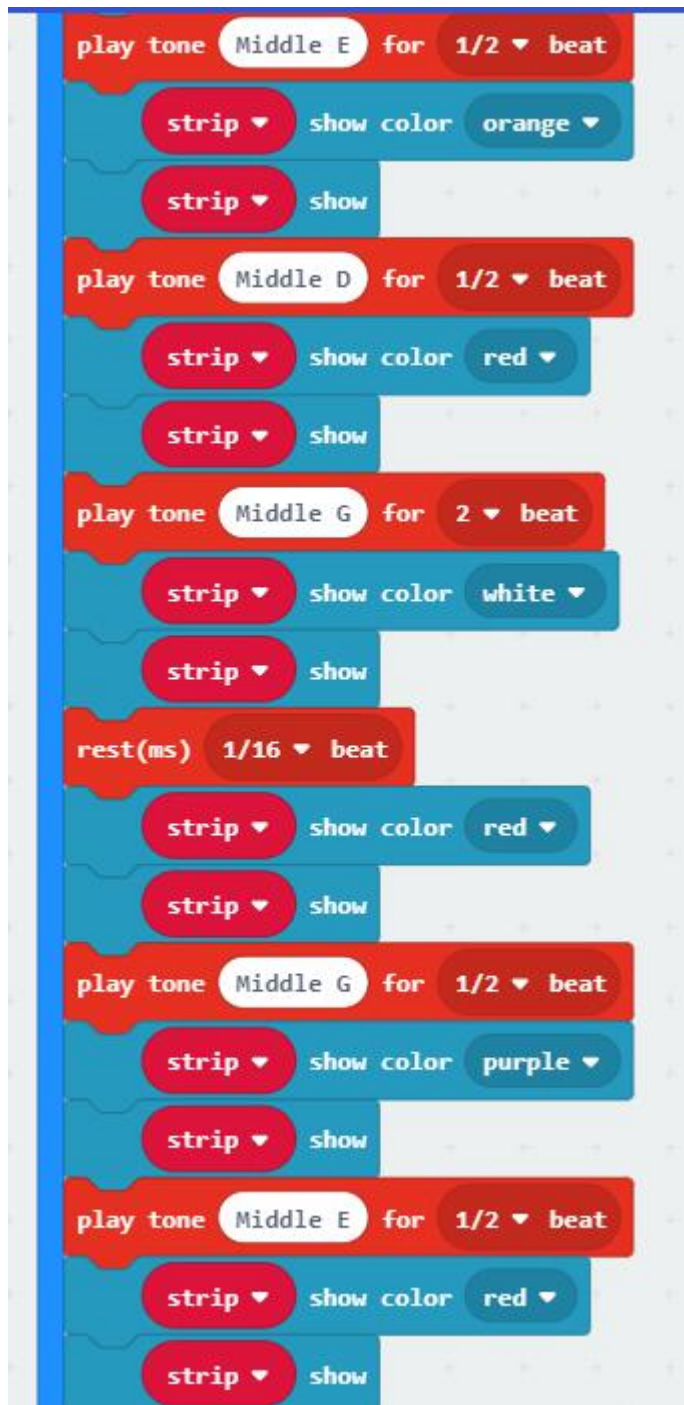 play tone Middle E for 1/2 beat
strip show color orange
strip show
play tone Middle D for 1/2 beat
strip show color red
strip show
play tone Middle G for 2 beat
strip show color white
strip show
rest(ms) 1/16 beat
strip show color red
strip show
play tone Middle G for 1/2 beat
strip show color purple
strip show
play tone Middle E for 1/2 beat
strip show color red
strip show